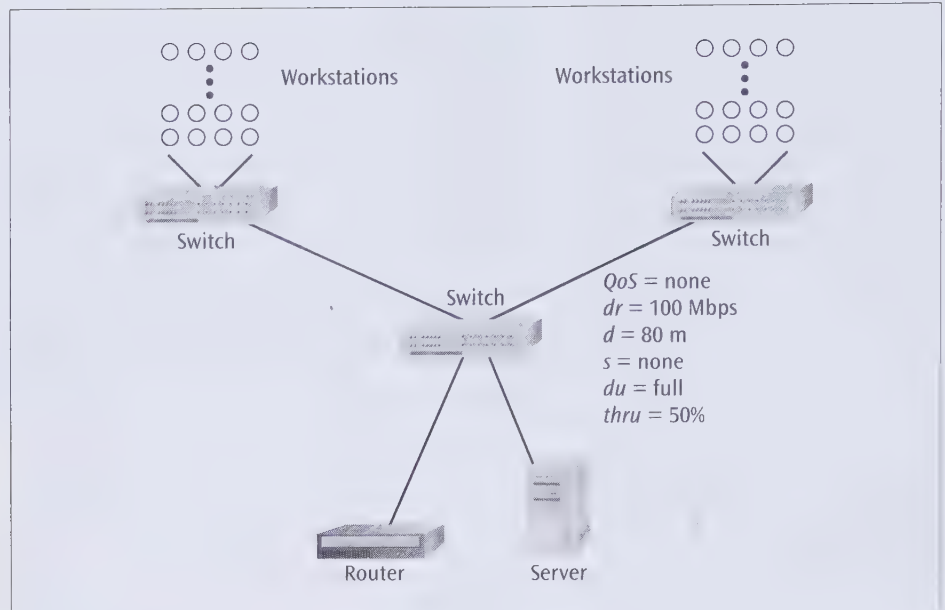 Workstations
Workstations
Switch
Switch
Switch
QoS = none
dr = 100 Mbps
d = 80 m
s = none
du = full
thru = 50%
Router
Server